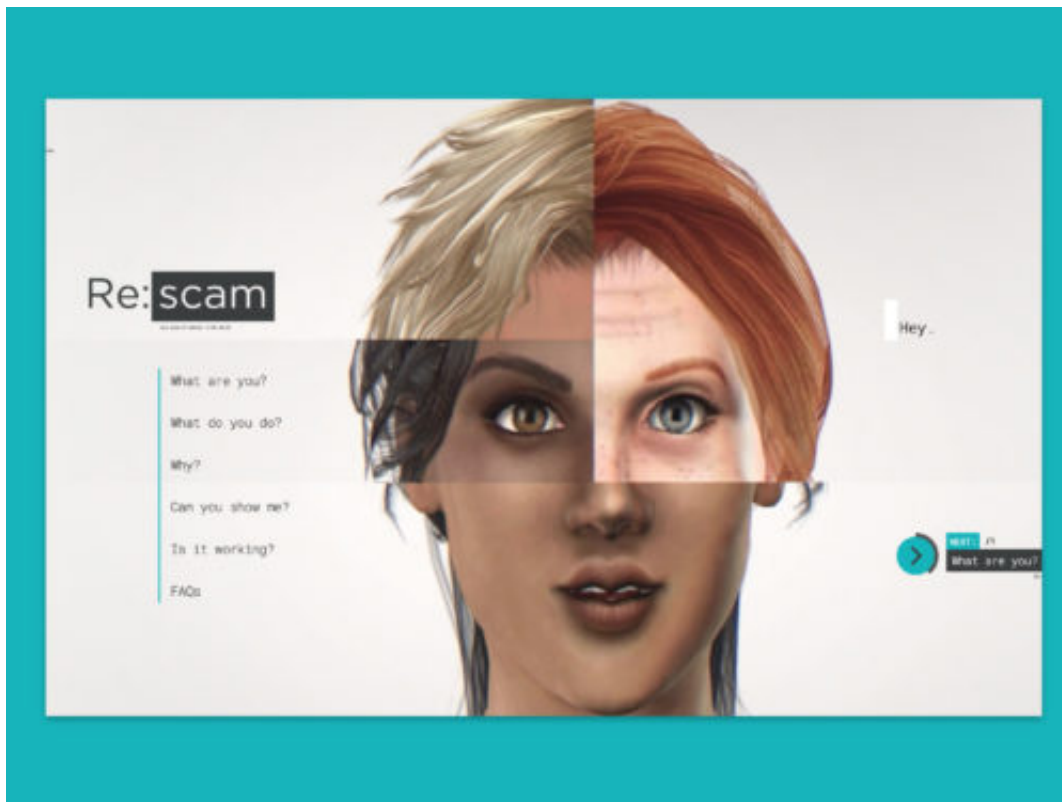 Re:scam
What are you?
What do you do?
Why?
Can you show me?
Is it working?
FAQs
Hey.
NEXT:
What are you?